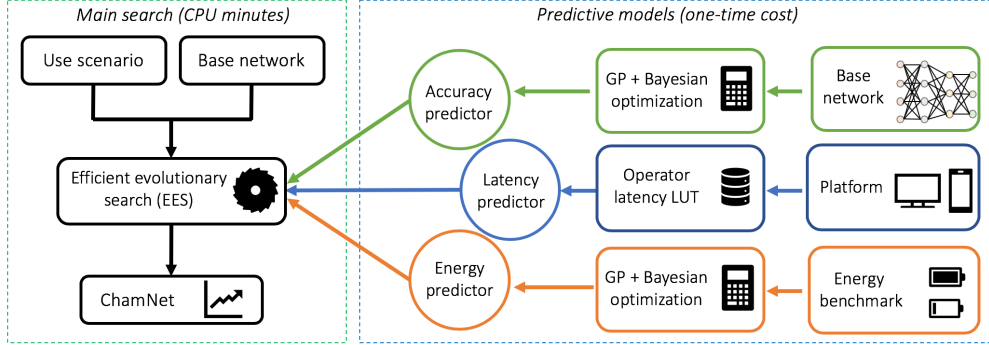 Main search (CPU minutes)
Use scenario
Base network
Efficient evolutionary
search (EES)
ChamNet
Predictive models (one-time cost)
Accuracy
predictor
GP + Bayesian
optimization
Base
network
Latency
predictor
Operator
latency LUT
Platform
Energy
predictor
GP + Bayesian
optimization
Energy
benchmark